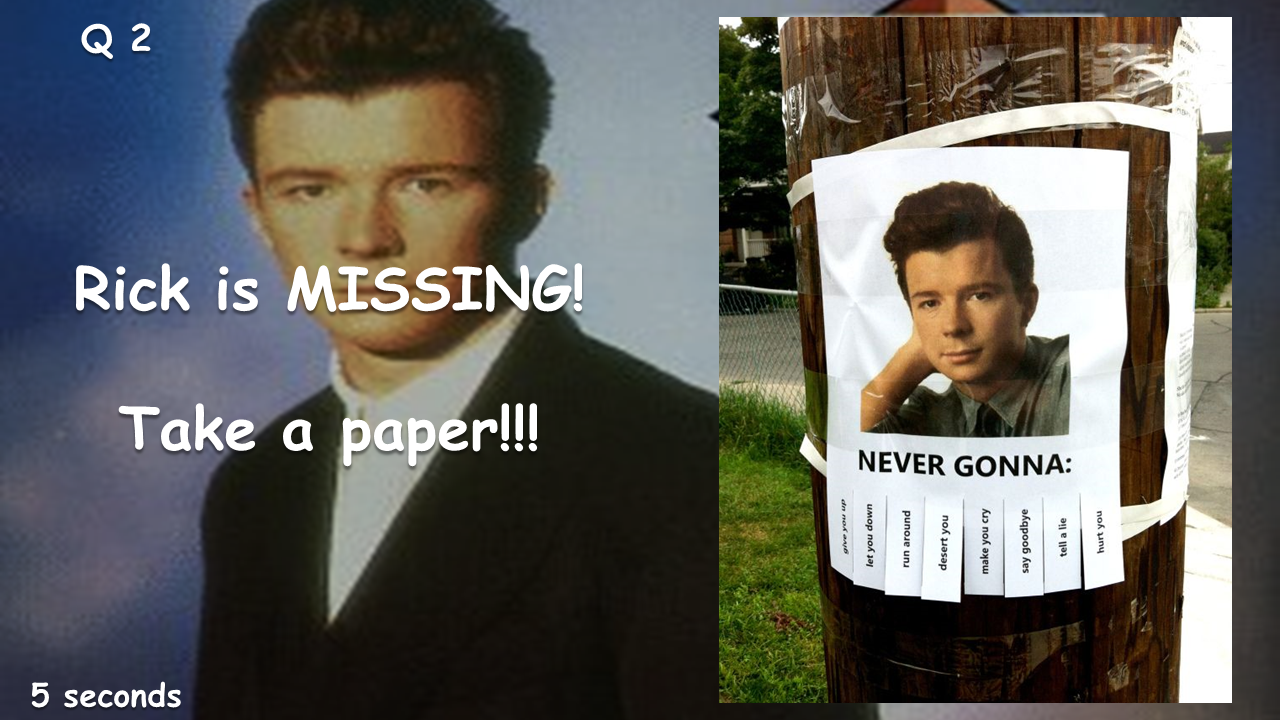 Q 2
Rick is MISSING!
Take a paper!!!
5 seconds
NEVER GONNA:
give you up
let you down
run around
desert you
make you cry
say goodbye
tell a lie
hurt you